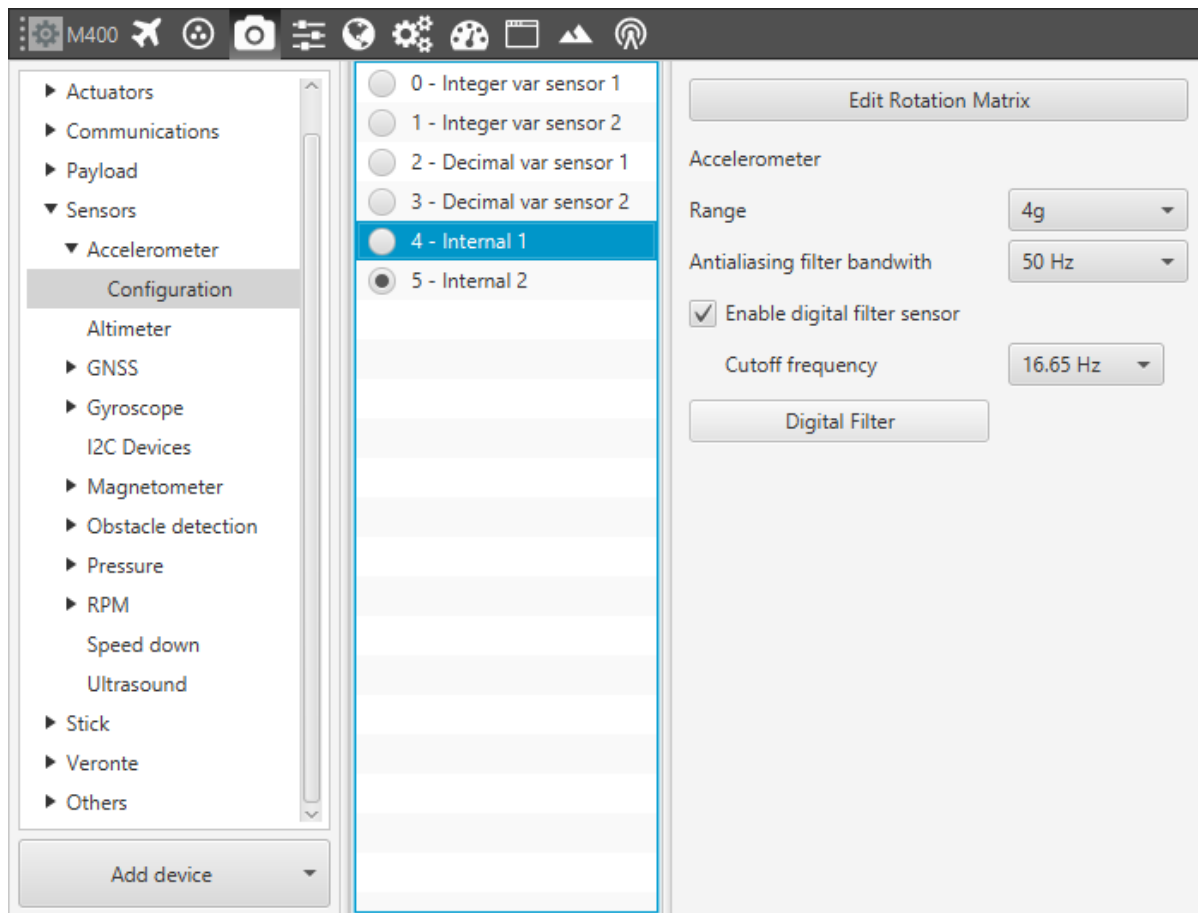 M400
Actuators
Communications
Payload
Sensors
Accelerometer
Configuration
Altimeter
GNSS
Gyroscope
I2C Devices
Magnetometer
Obstacle detection
Pressure
RPM
Speed down
Ultrasound
Stick
Veronte
Others
Add device
0 - Integer var sensor 1
1 - Integer var sensor 2
2 - Decimal var sensor 1
3 - Decimal var sensor 2
4 - Internal 1
5 - Internal 2
Edit Rotation Matrix
Accelerometer
Range 4g
Antialiasing filter bandwith 50 Hz
Enable digital filter sensor
Cutoff frequency 16.65 Hz
Digital Filter